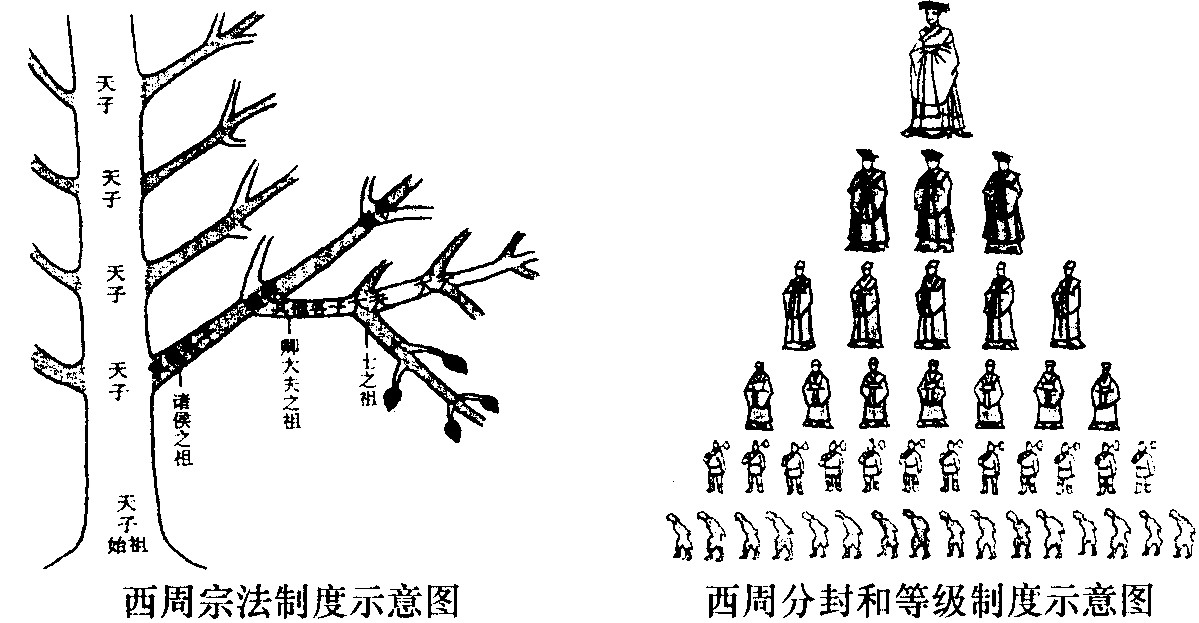 天子
天子
天子
天子
诸侯之祖
卿大夫之祖
士之祖
天子始祖
西周宗法制度示意图
西周分封和等级制度示意图